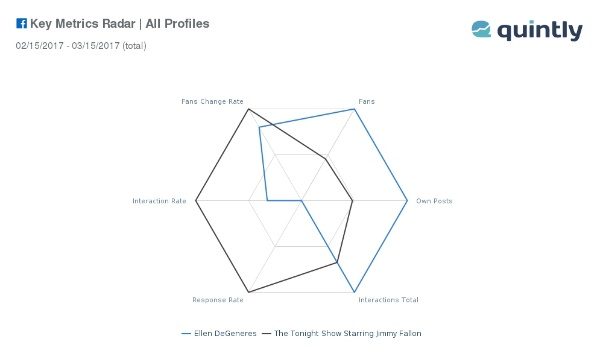 Key Metrics Radar | All Profiles
02/15/2017 - 03/15/2017 (total)
quintly
Fans Change Rate
Fans
Interaction Rate
Own Posts
Response Rate
Interactions Total
Ellen DeGeneres
The Tonight Show Starring Jimmy Fallon